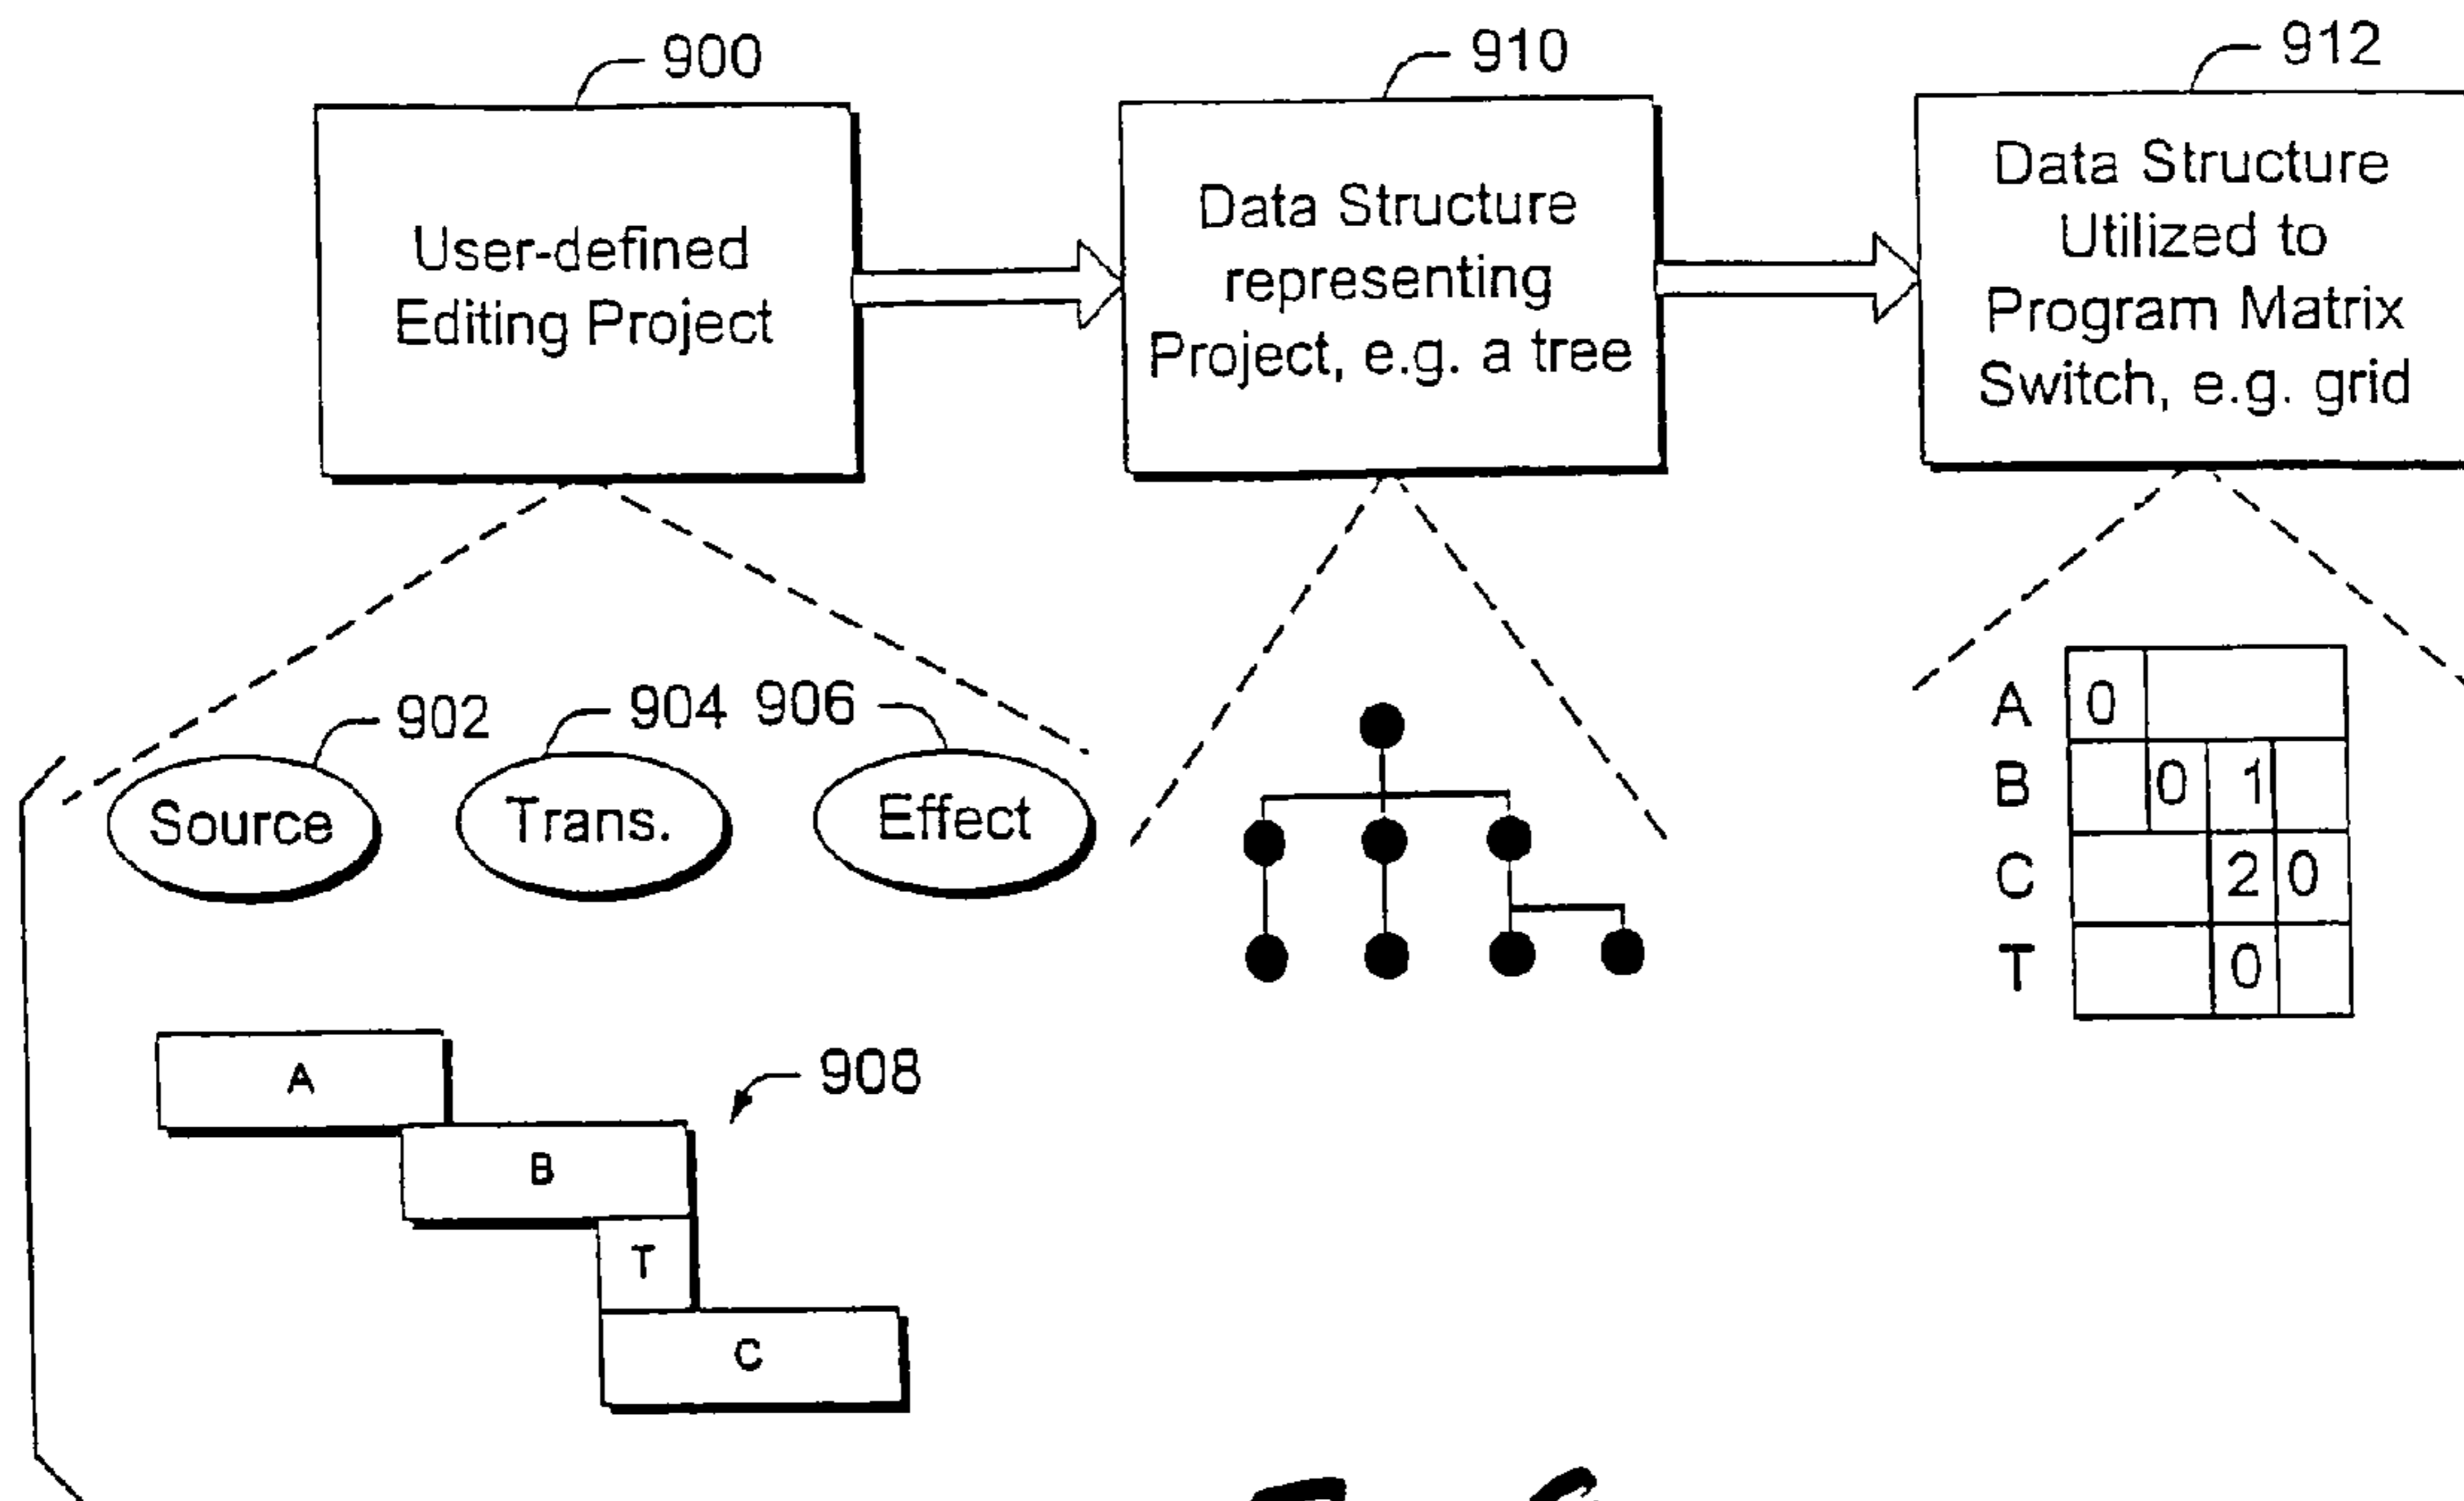 900
910
912
User-defined
Editing Project
Data Structure
representing
Project, e.g. a tree
Data Structure
Utilized to
Program Matrix
Switch, e.g. grid
902
904
906
Source
Trans.
Effect
A 0
B 0 1
C 2 0
T 0
908
A
B
T
C